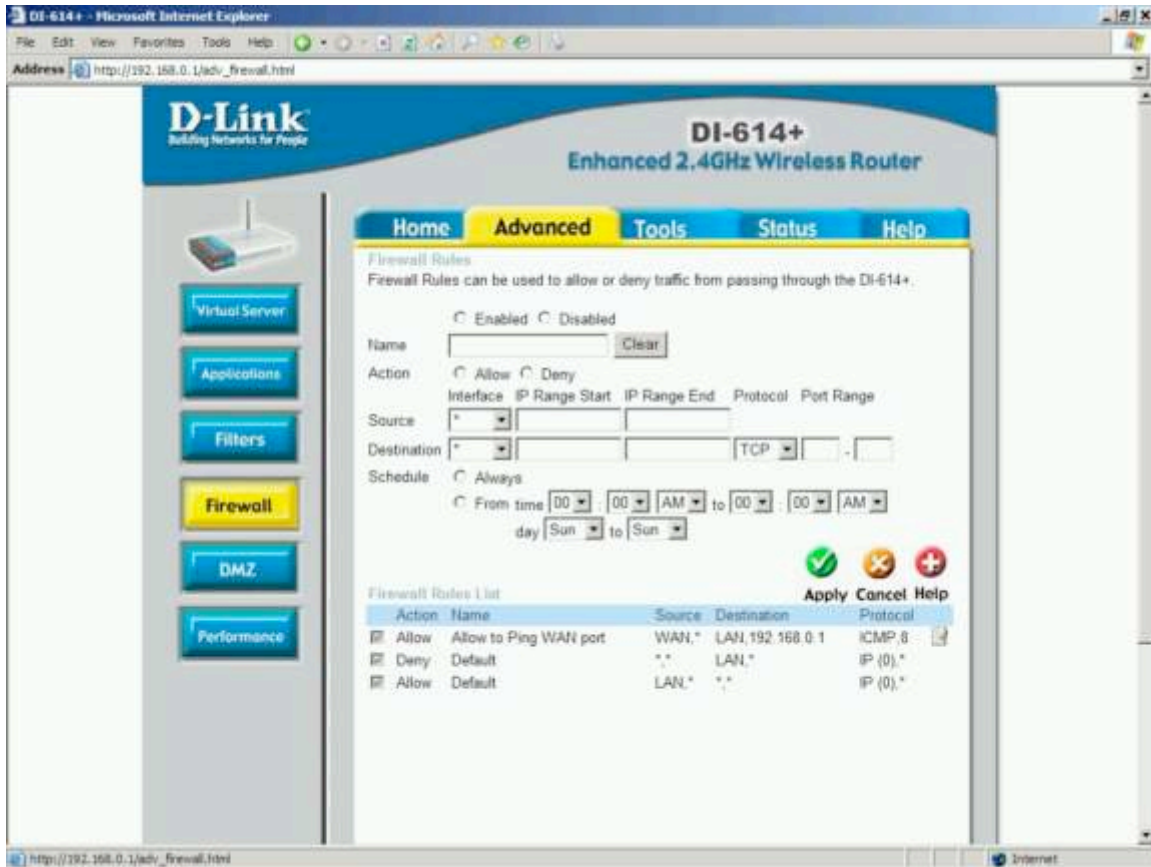 DI-614+ - Microsoft Internet Explorer
File Edit View Favorites Tools Help
Address http://192.168.0.1/adv_firewall.html
D-Link
Building Networks for People
DI-614+
Enhanced 2.4GHz Wireless Router
Home Advanced Tools Status Help
Virtual Server
Applications
Filters
Firewall
DMZ
Performance
Firewall Rules
Firewall Rules can be used to allow or deny traffic from passing through the DI-614+.
Enabled Disabled
Name Clear
Action Allow Deny
Interface IP Range Start IP Range End Protocol Port Range
Source *
Destination * TCP -
Schedule Always
From time 00 : 00 AM to 00 : 00 AM
day Sun to Sun
Apply Cancel Help
Firewall Rules List
Action Name Source Destination Protocol
Allow Allow to Ping WAN port WAN,* LAN,192.168.0.1 ICMP,8
Deny Default *,* LAN,* IP (0),*
Allow Default LAN,* *,* IP (0),*
http://192.168.0.1/adv_firewall.html Internet